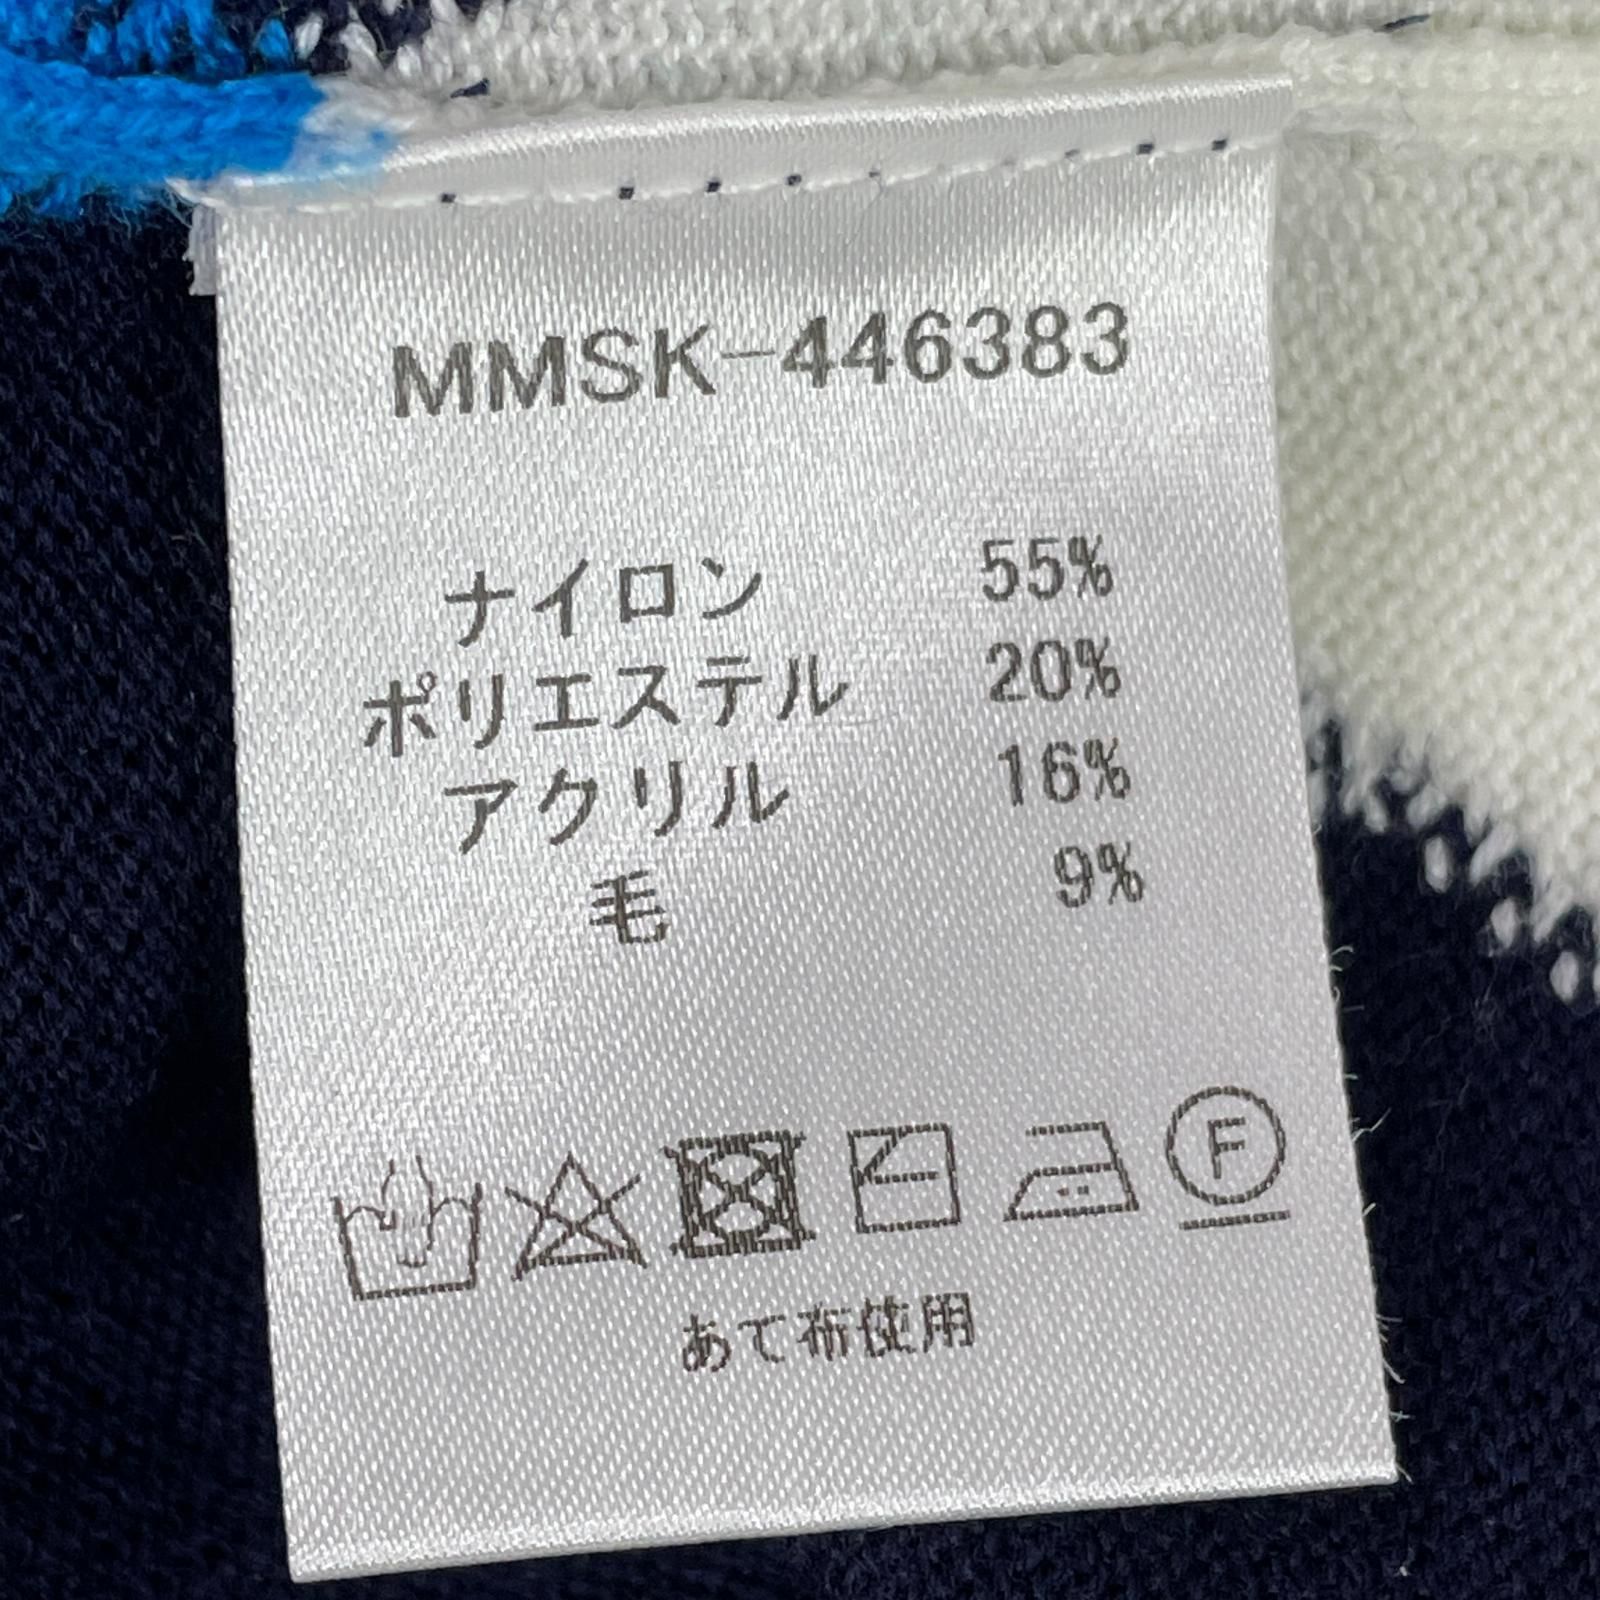 MMSK-446383
ナイロン 55%
ポリエステル 20%
アクリル 16%
毛 9%
F
あて布使用